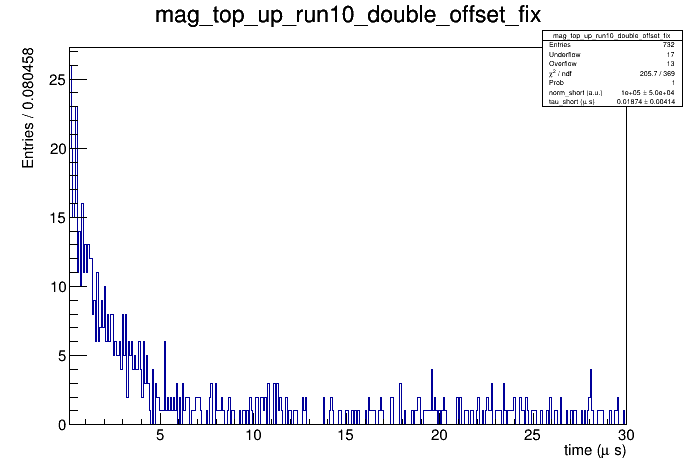 mag_top_up_run10_double_offset_fix
mag_top_up_run10_double_offset_fix
Entries 732
Underflow 17
Overflow 13
χ² / ndf 205.7 / 369
Prob 1
norm_short (a.u.) 1e+05 ± 5.0e+04
tau_short (μ s) 0.01874 ± 0.00414
Entries / 0.080458
25
20
15
10
5
0
5 10 15 20 25 30
time (μ s)